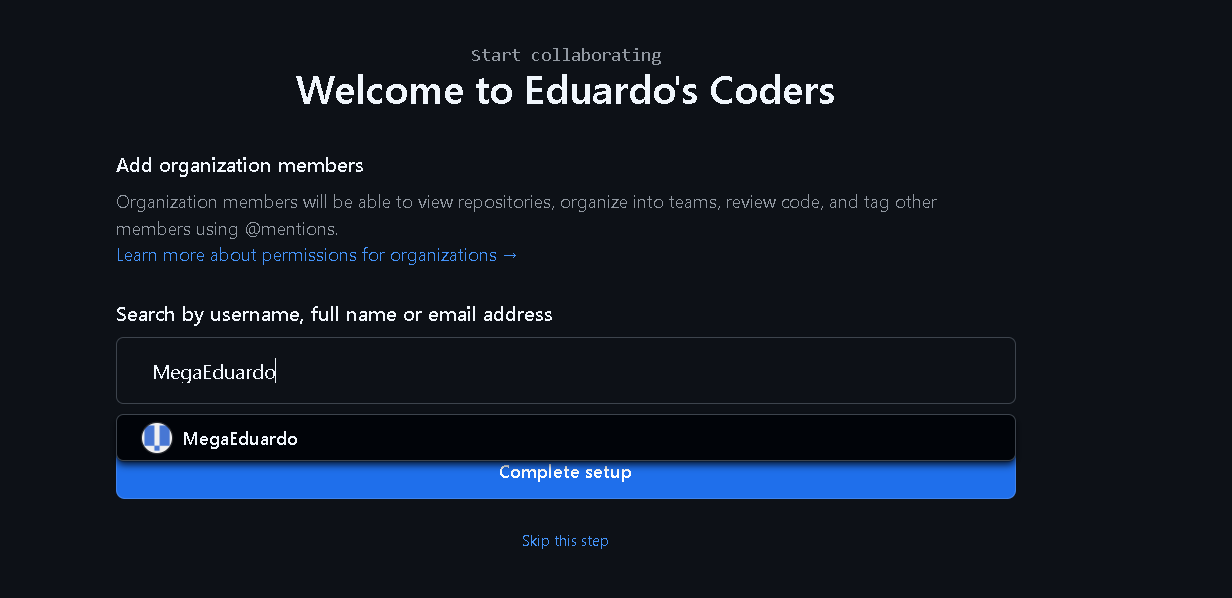 Start collaborating
Welcome to Eduardo's Coders
Add organization members
Organization members will be able to view repositories, organize into teams, review code, and tag other
members using @mentions.
Learn more about permissions for organizations →
Search by username, full name or email address
MegaEduardo
MegaEduardo
Complete setup
Skip this step